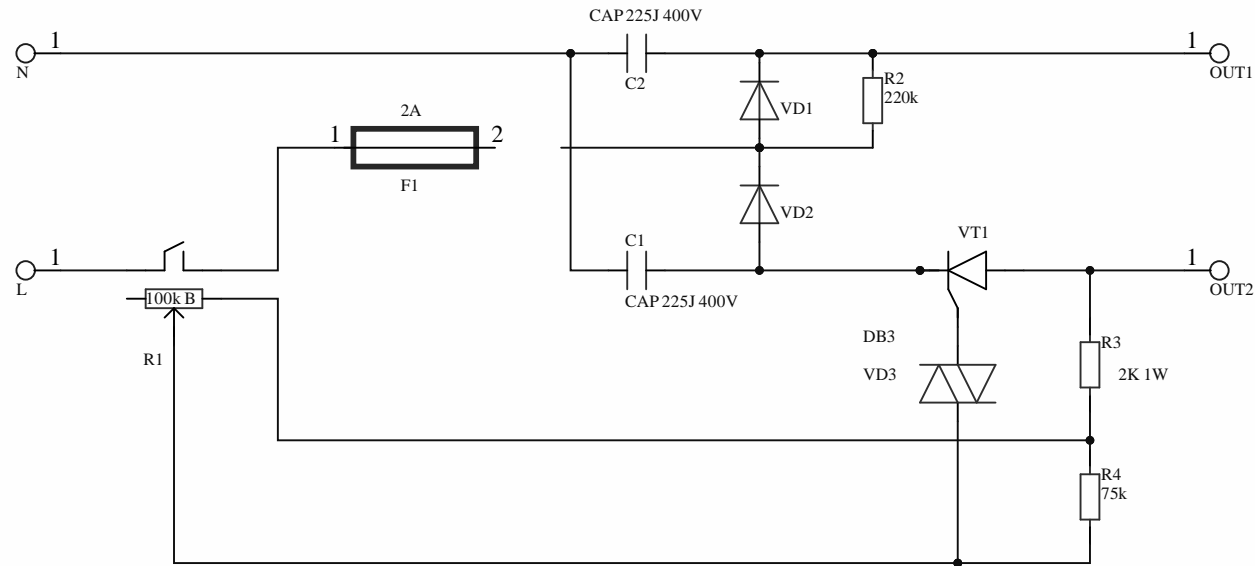 CAP 225J 400V
1
N
C2
1
OUT1
R2
220k
VD1
2A
1
2
F1
VD2
C1
VT1
1
L
1
OUT2
CAP 225J 400V
100k B
R1
DB3
VD3
R3
2K 1W
R4
75k